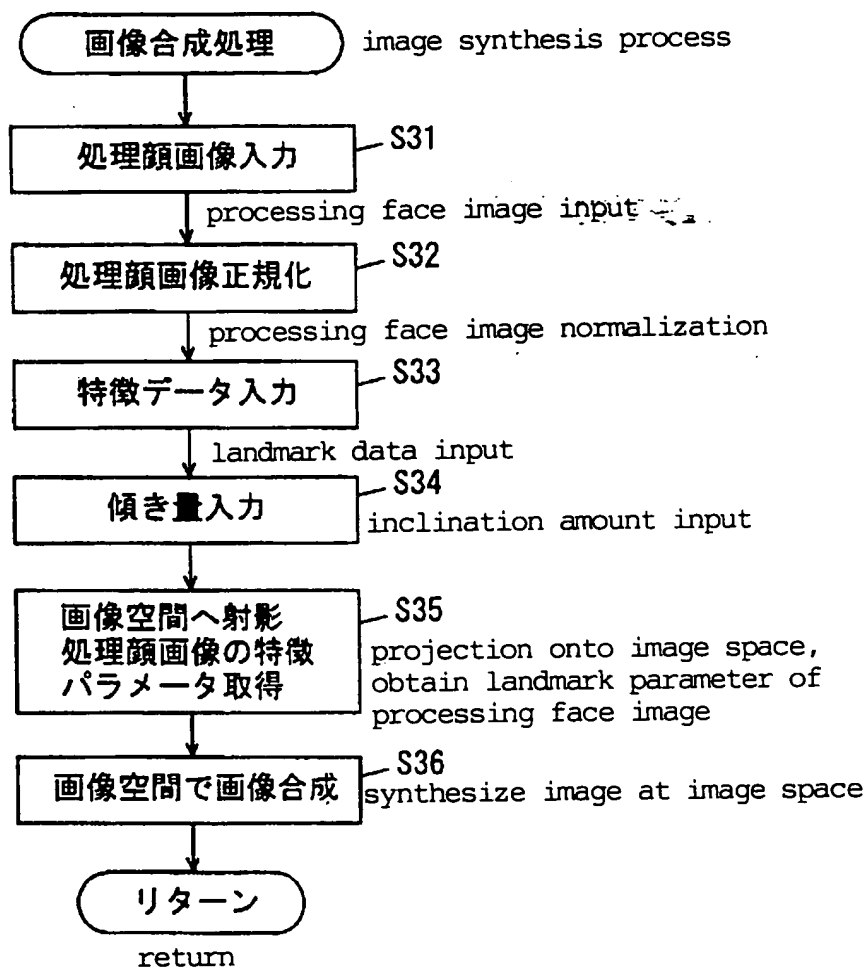 画像合成処理
image synthesis process
処理顔画像入力
S31
processing face image input
処理顔画像正規化
S32
processing face image normalization
特徴データ入力
S33
landmark data input
傾き量入力
S34
inclination amount input
画像空間へ射影
処理顔画像の特徴
パラメータ取得
S35
projection onto image space,
obtain landmark parameter of
processing face image
画像空間で画像合成
S36
synthesize image at image space
リターン
return